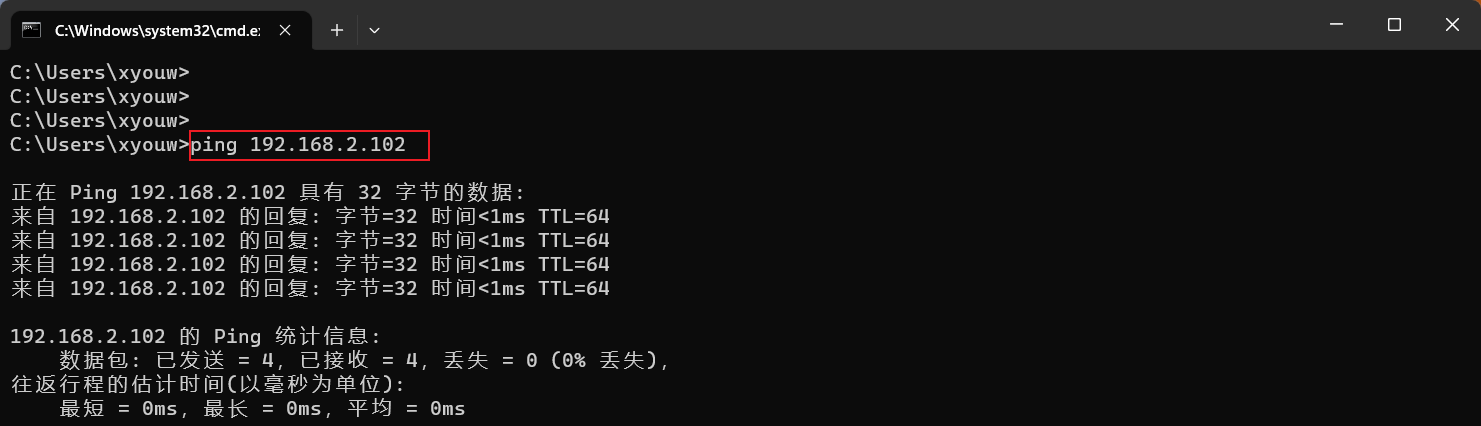 C:\Windows\system32\cmd.e
C:\Users\xyouw>
C:\Users\xyouw>
C:\Users\xyouw>
C:\Users\xyouw>ping 192.168.2.102
正在 Ping 192.168.2.102 具有 32 字节的数据:
来自 192.168.2.102 的回复: 字节=32 时间<1ms TTL=64
来自 192.168.2.102 的回复: 字节=32 时间<1ms TTL=64
来自 192.168.2.102 的回复: 字节=32 时间<1ms TTL=64
来自 192.168.2.102 的回复: 字节=32 时间<1ms TTL=64
192.168.2.102 的 Ping 统计信息:
数据包: 已发送 = 4, 已接收 = 4, 丢失 = 0 (0% 丢失),
往返行程的估计时间(以毫秒为单位):
最短 = 0ms, 最长 = 0ms, 平均 = 0ms